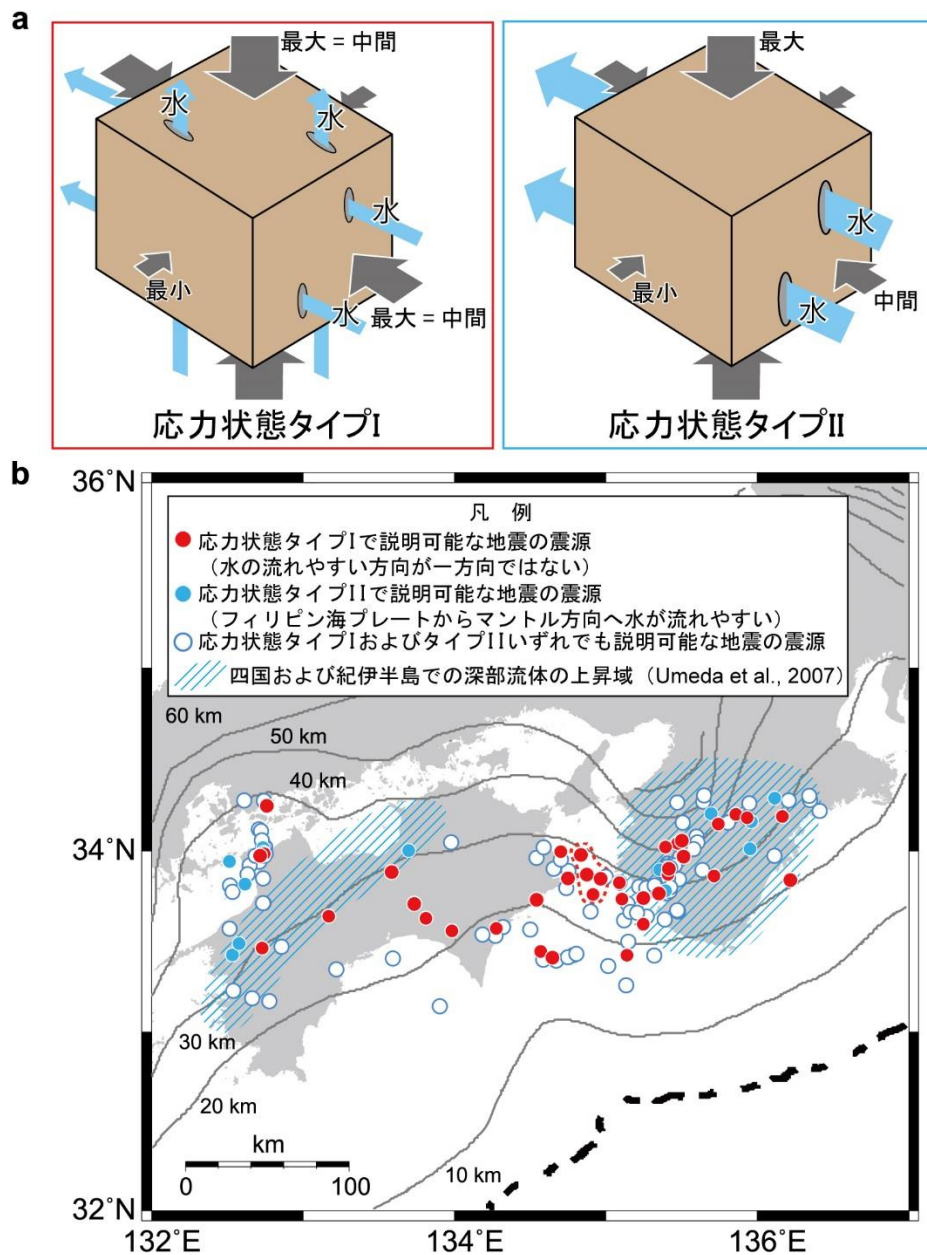 a
最大 = 中間
水
水
水
水
最小
最大 = 中間
応力状態タイプI
最大
水
水
最小
中間
応力状態タイプII
b
36°N
凡 例
応力状態タイプIで説明可能な地震の震源
（水の流れやすい方向が一方向ではない）
応力状態タイプIIで説明可能な地震の震源
（フィリピン海プレートからマントル方向へ水が流れやすい）
応力状態タイプIおよびタイプIIいずれでも説明可能な地震の震源
四国および紀伊半島での深部流体の上昇域（Umeda et al., 2007）
60 km
50 km
40 km
34°N
30 km
20 km
10 km
km
0 100
32°N
132°E 134°E 136°E